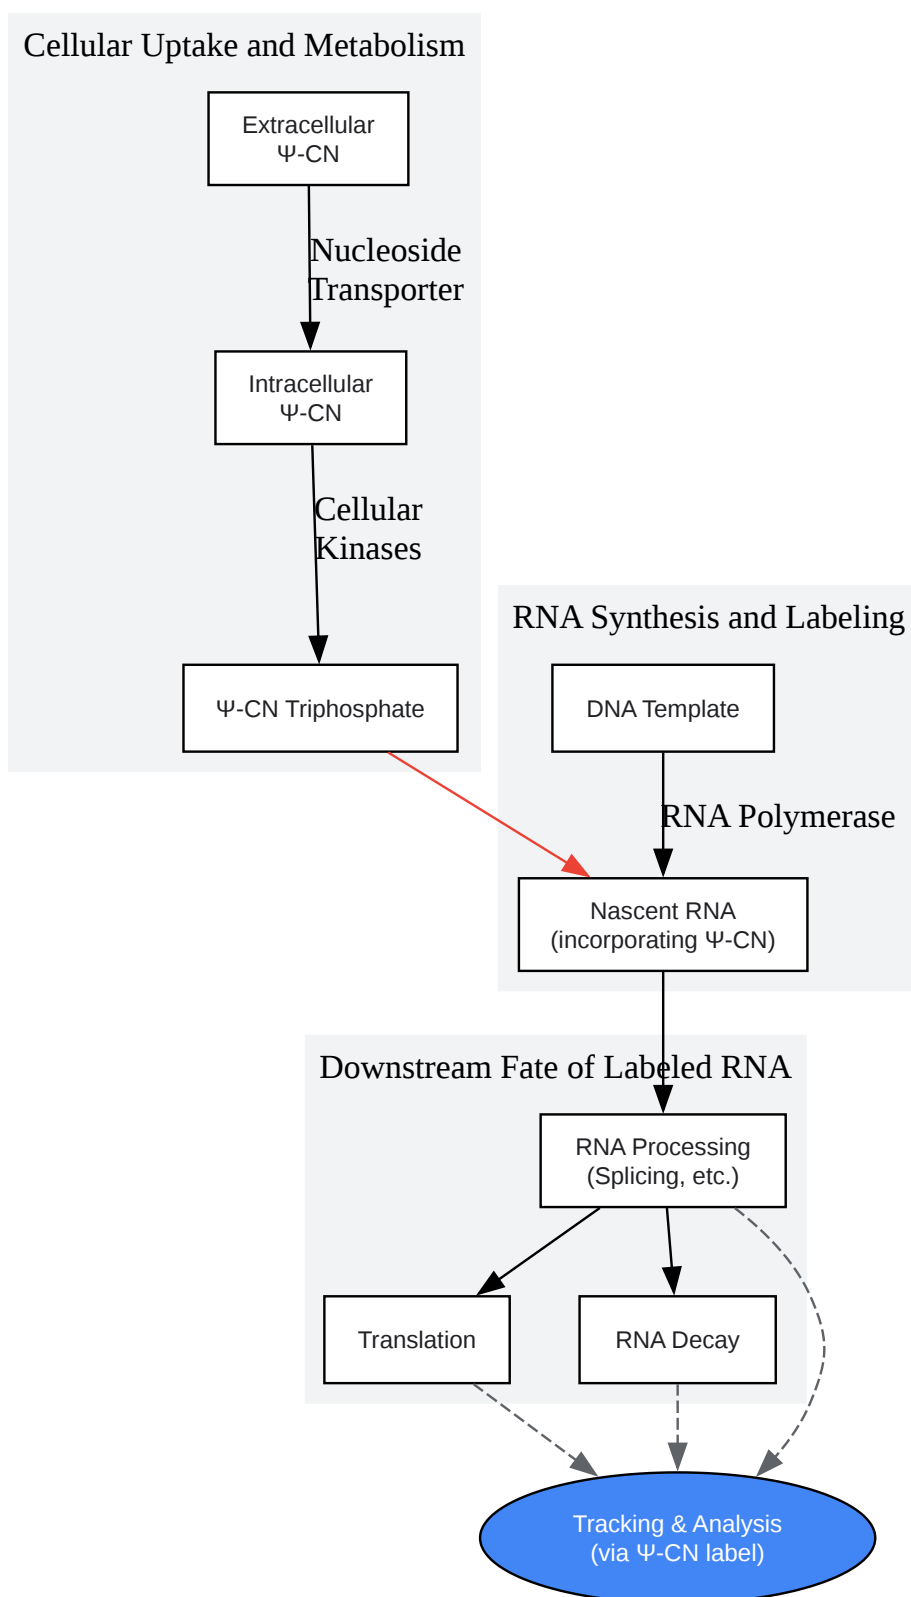 Cellular Uptake and Metabolism
Extracellular
Ψ-CN
Nucleoside
Transporter
Intracellular
Ψ-CN
Cellular
Kinases
Ψ-CN Triphosphate
RNA Synthesis and Labeling
DNA Template
RNA Polymerase
Nascent RNA
(incorporating Ψ-CN)
Downstream Fate of Labeled RNA
RNA Processing
(Splicing, etc.)
Translation
RNA Decay
Tracking & Analysis
(via Ψ-CN label)